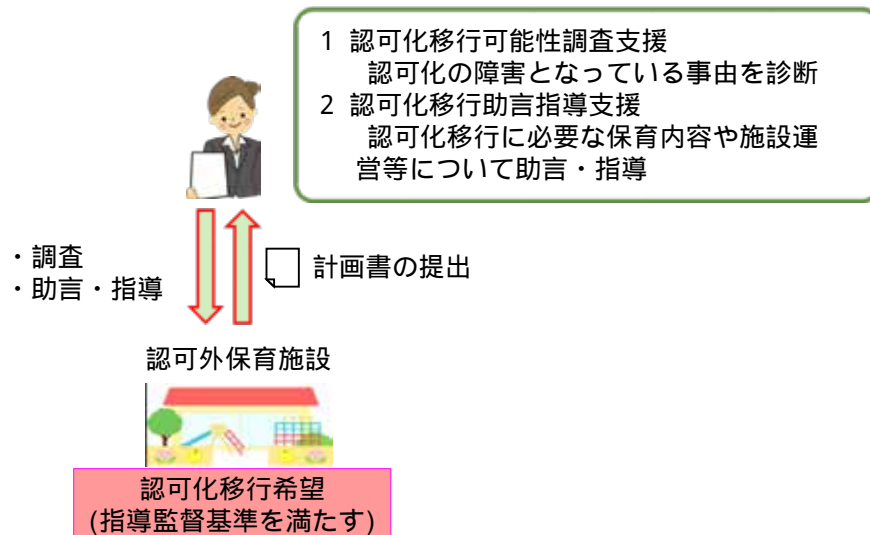 1 認可化移行可能性調査支援
認可化の障害となっている事由を診断
2 認可化移行助言指導支援
認可化移行に必要な保育内容や施設運
営等について助言・指導
・調査
・助言・指導
計画書の提出
認可外保育施設
認可化移行希望
(指導監督基準を満たす)